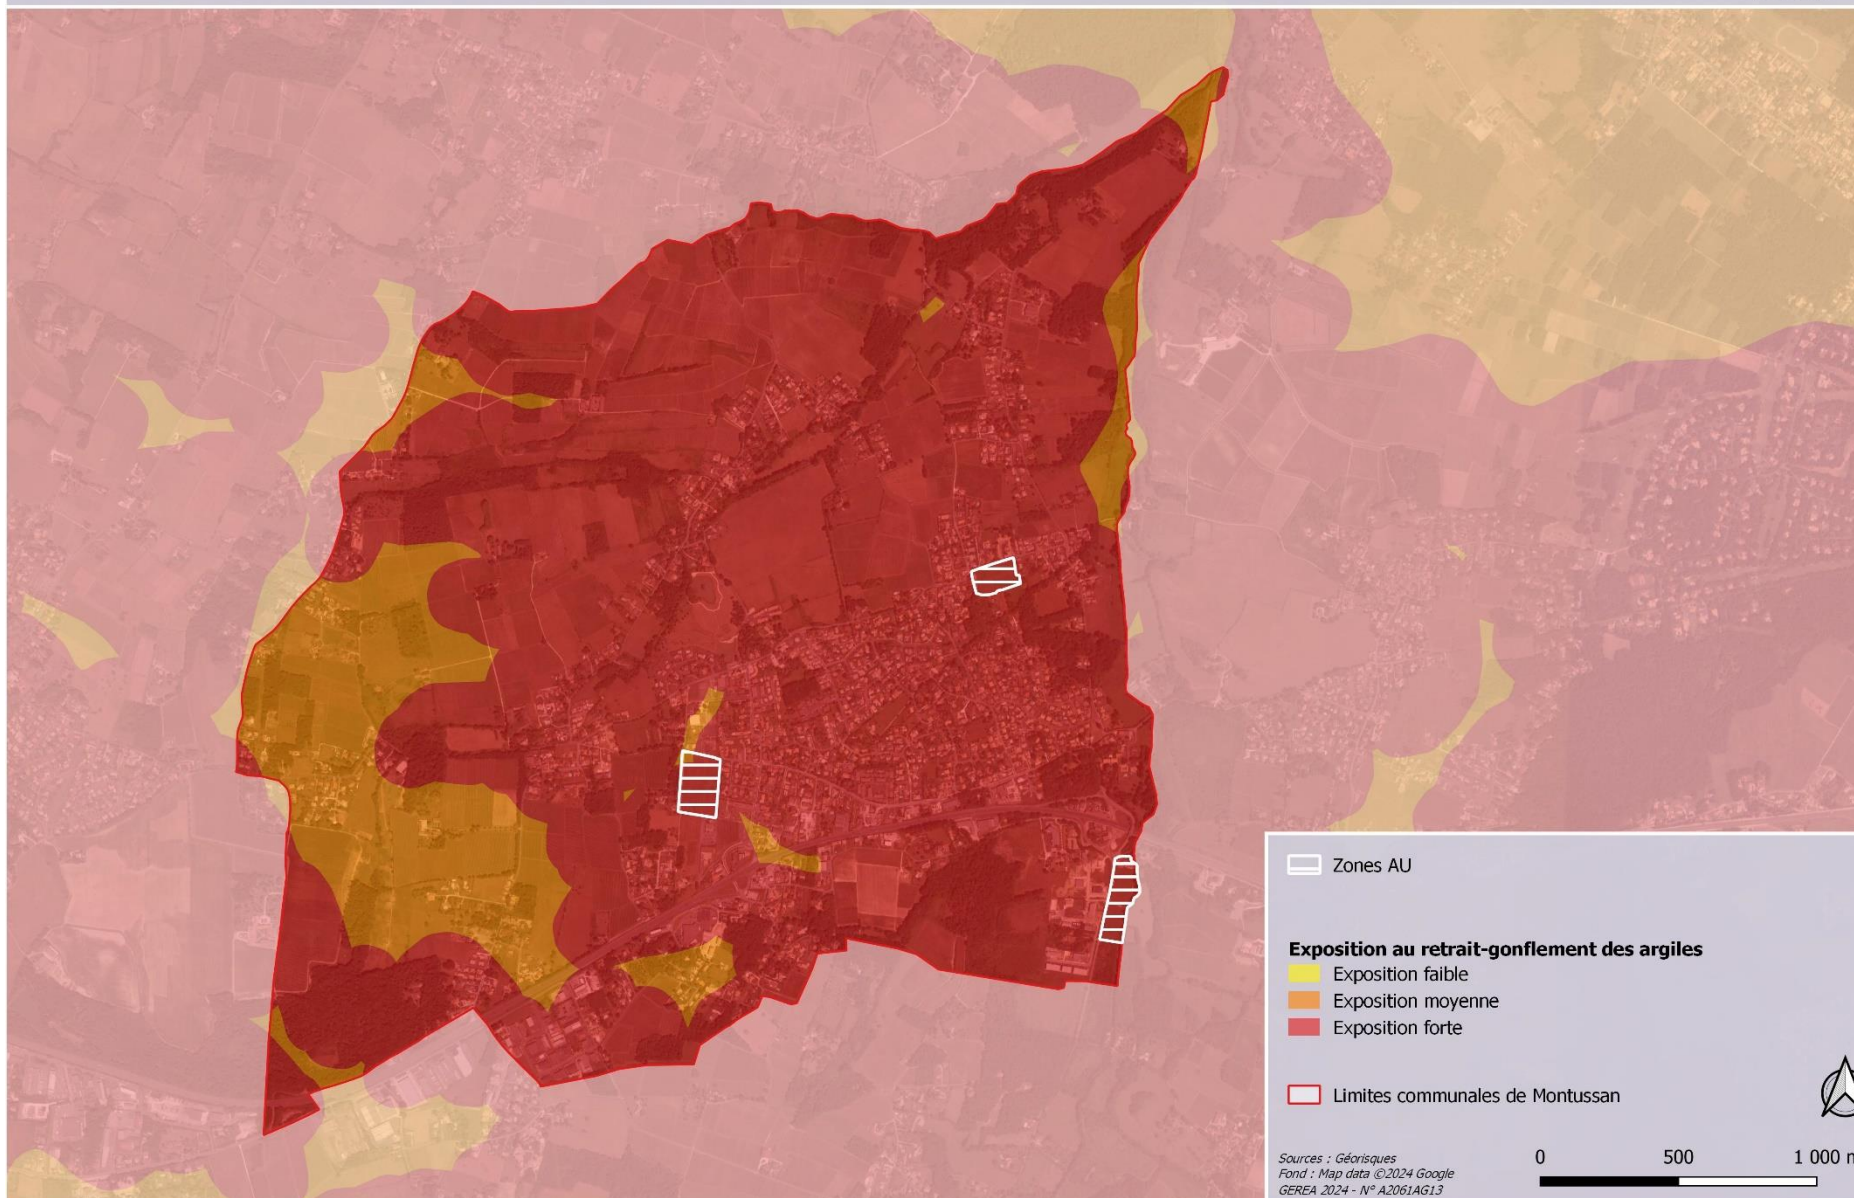 Zones AU
Exposition au retrait-gonflement des argiles
Exposition faible
Exposition moyenne
Exposition forte
Limites communales de Montussan
Sources : Géorisques
Fond : Map data ©2024 Google
GEREA 2024 - N° A2061AG13
0 500 1 000 m